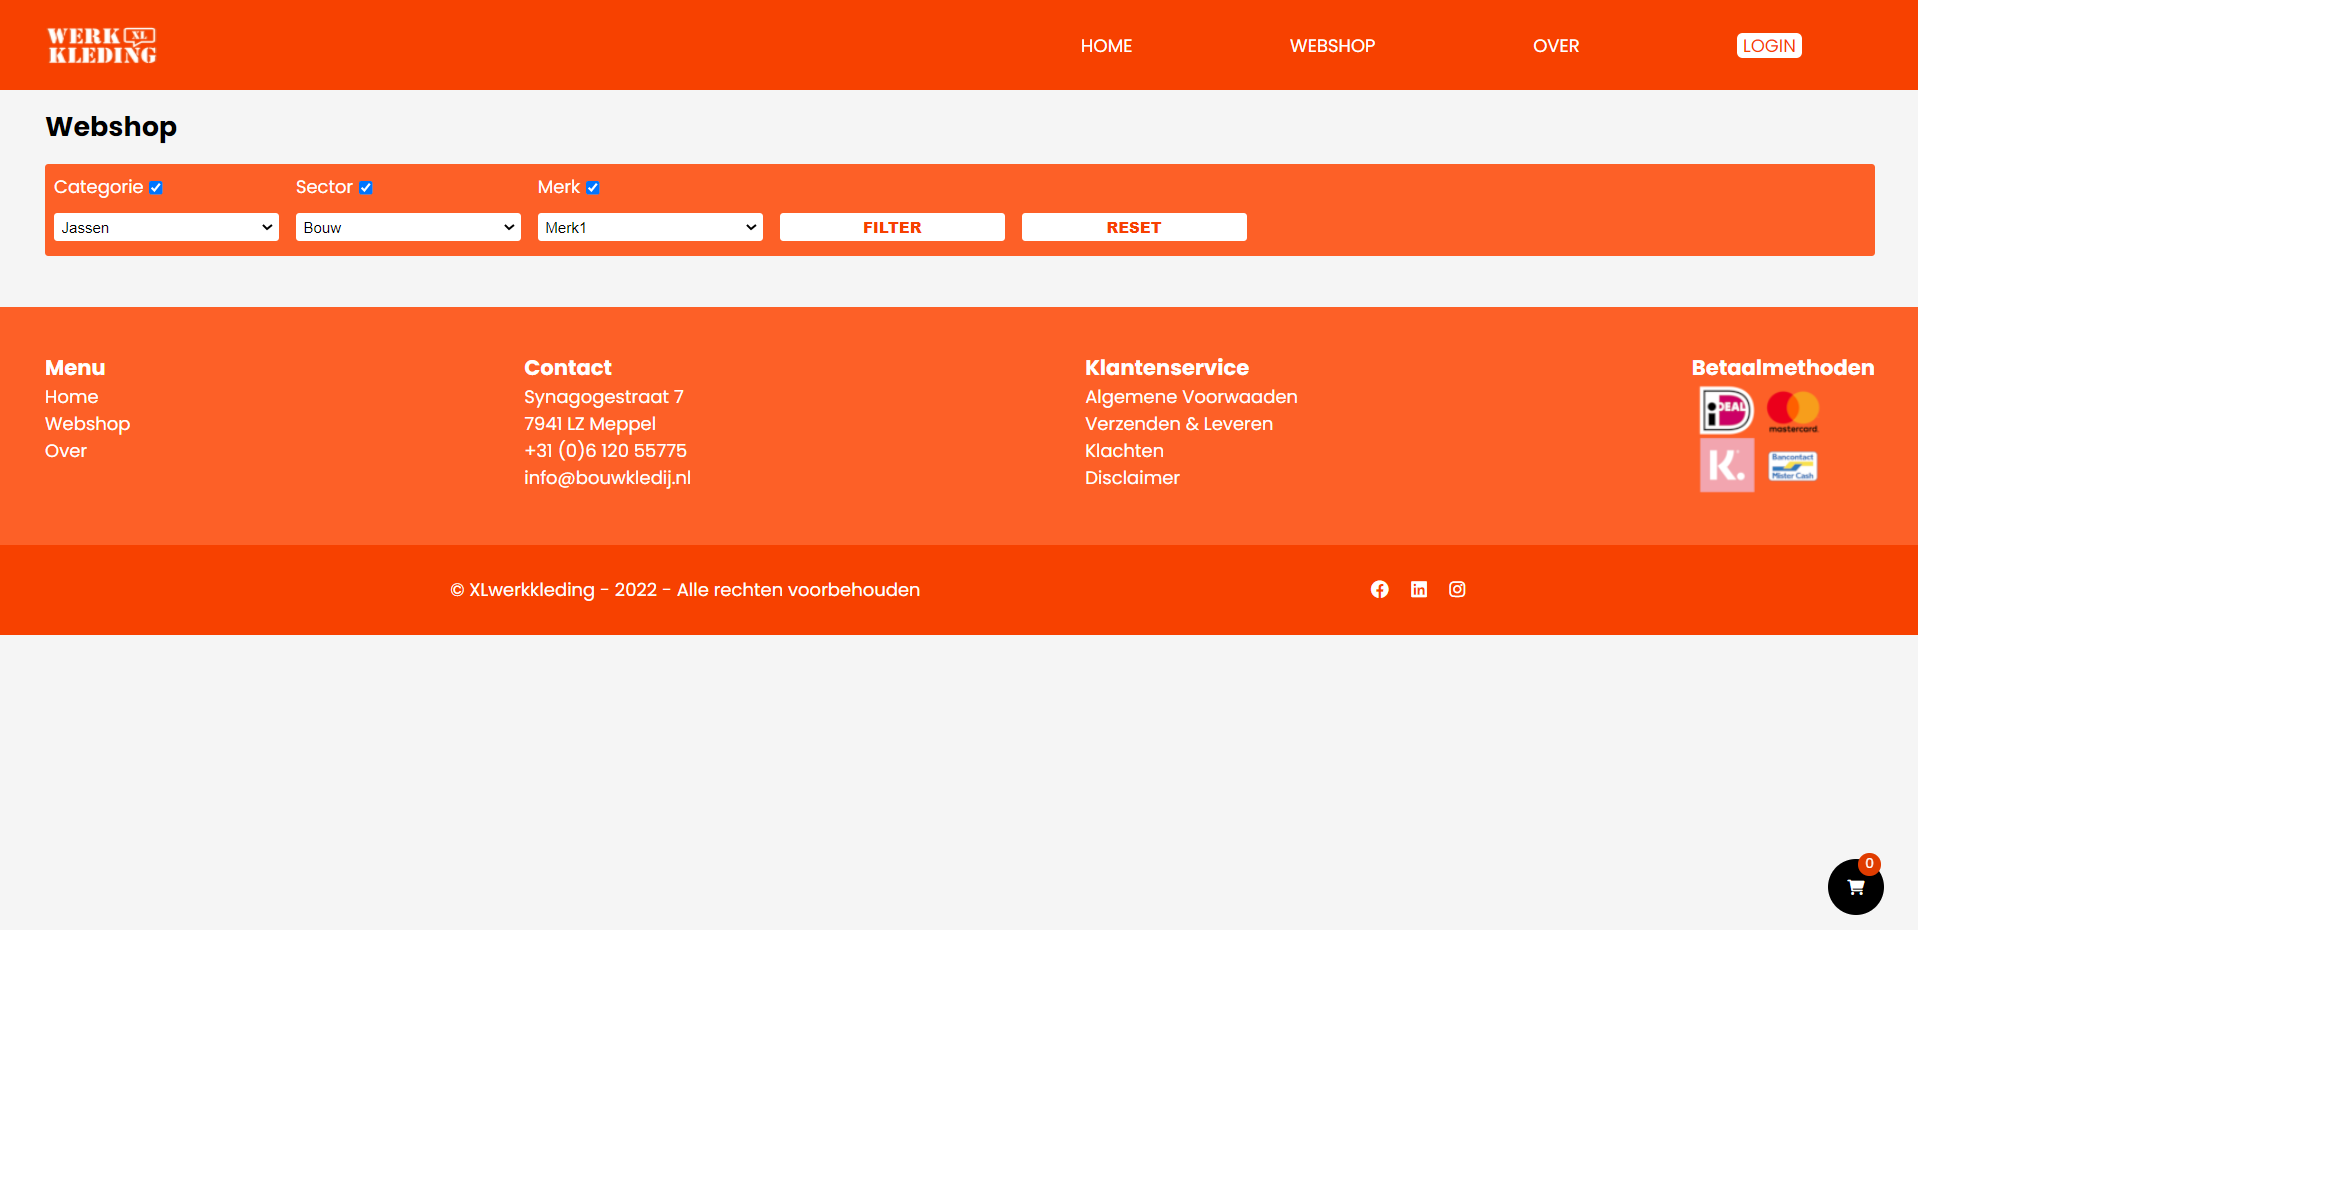 WERK XL
KLEDING
HOME
WEBSHOP
OVER
LOGIN
Webshop
Categorie
Sector
Merk
Jassen
Bouw
Merk1
FILTER
RESET
Menu
Home
Webshop
Over
Contact
Synagogestraat 7
7941 LZ Meppel
+31 (0)6 120 55775
info@bouwkledij.nl
Klantenservice
Algemene Voorwaaden
Verzenden & Leveren
Klachten
Disclaimer
Betaalmethoden
iDEAL
mastercard
K.
Bancontact
Mister Cash
© XLwerkkleding - 2022 - Alle rechten voorbehouden
0